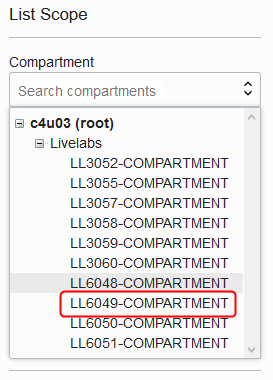 List Scope
Compartment
Search compartments
c4u03 (root)
Livelabs
LL3052-COMPARTMENT
LL3055-COMPARTMENT
LL3057-COMPARTMENT
LL3058-COMPARTMENT
LL3059-COMPARTMENT
LL3060-COMPARTMENT
LL6048-COMPARTMENT
LL6049-COMPARTMENT
LL6050-COMPARTMENT
LL6051-COMPARTMENT